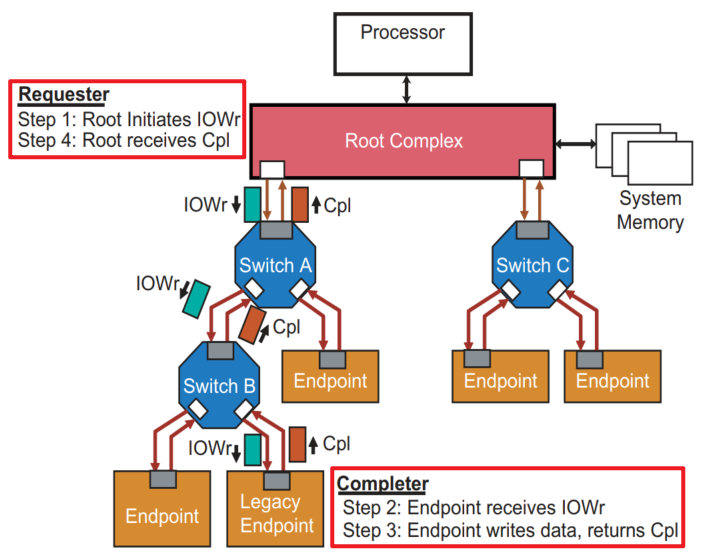 Processor
Requester
Step 1: Root Initiates IOWr
Step 4: Root receives Cpl
Root Complex
System
Memory
IOWr
Cpl
Switch A
Switch C
IOWr
Cpl
Switch B
Endpoint
Endpoint
Endpoint
IOWr
Cpl
Endpoint
Legacy
Endpoint
Completer
Step 2: Endpoint receives IOWr
Step 3: Endpoint writes data, returns Cpl